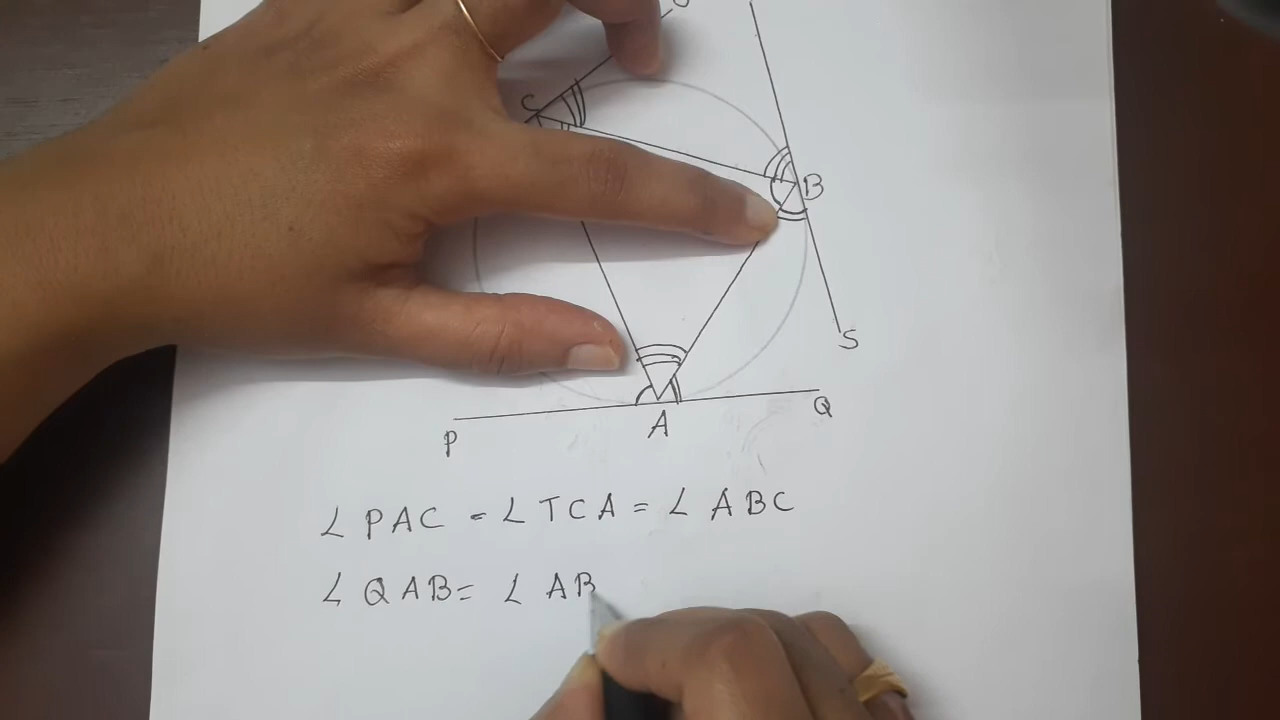 C
B
S
Q
A
P
∠ PAC = ∠ TCA = ∠ ABC
∠ QAB = ∠ AB